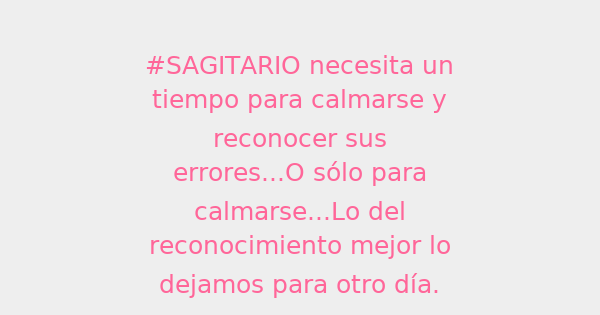 #SAGITARIO necesita un
tiempo para calmarse y
reconocer sus
errores...O sólo para
calmarse...Lo del
reconocimiento mejor lo
dejamos para otro día.